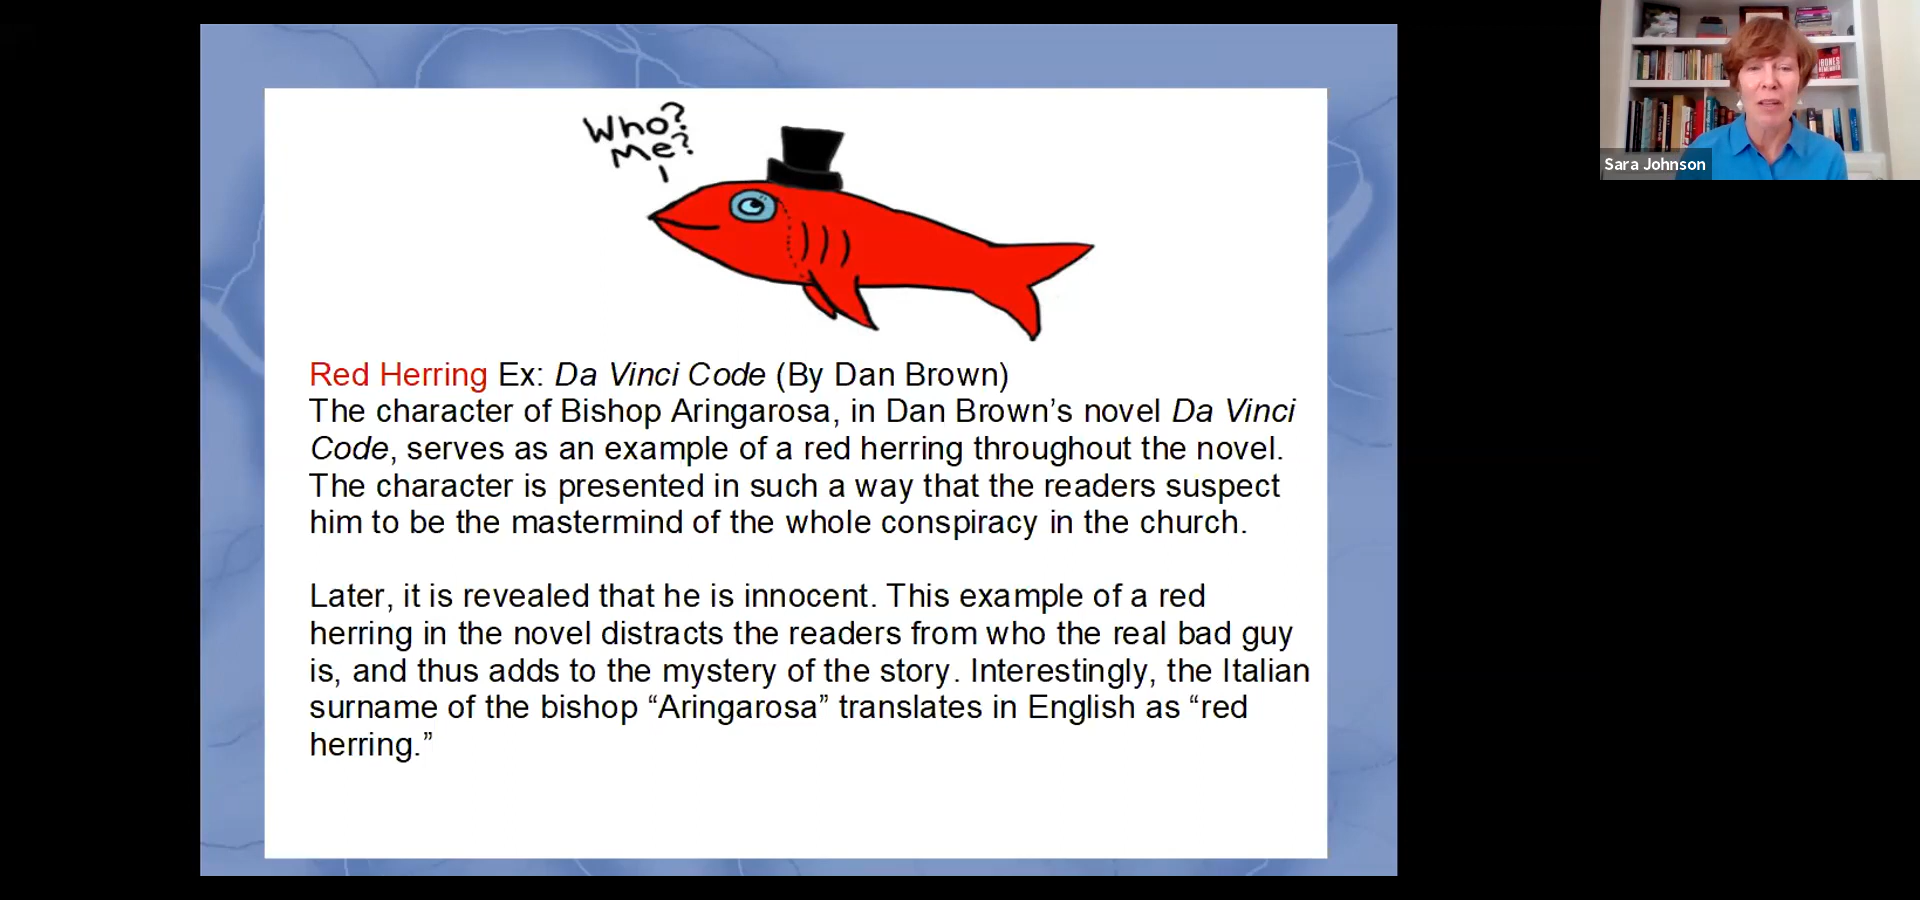 Who?
Me?
Red Herring Ex: Da Vinci Code (By Dan Brown)
The character of Bishop Aringarosa, in Dan Brown’s novel Da Vinci
Code, serves as an example of a red herring throughout the novel.
The character is presented in such a way that the readers suspect
him to be the mastermind of the whole conspiracy in the church.
Later, it is revealed that he is innocent. This example of a red
herring in the novel distracts the readers from who the real bad guy
is, and thus adds to the mystery of the story. Interestingly, the Italian
surname of the bishop “Aringarosa” translates in English as “red
herring.”
Sara Johnson